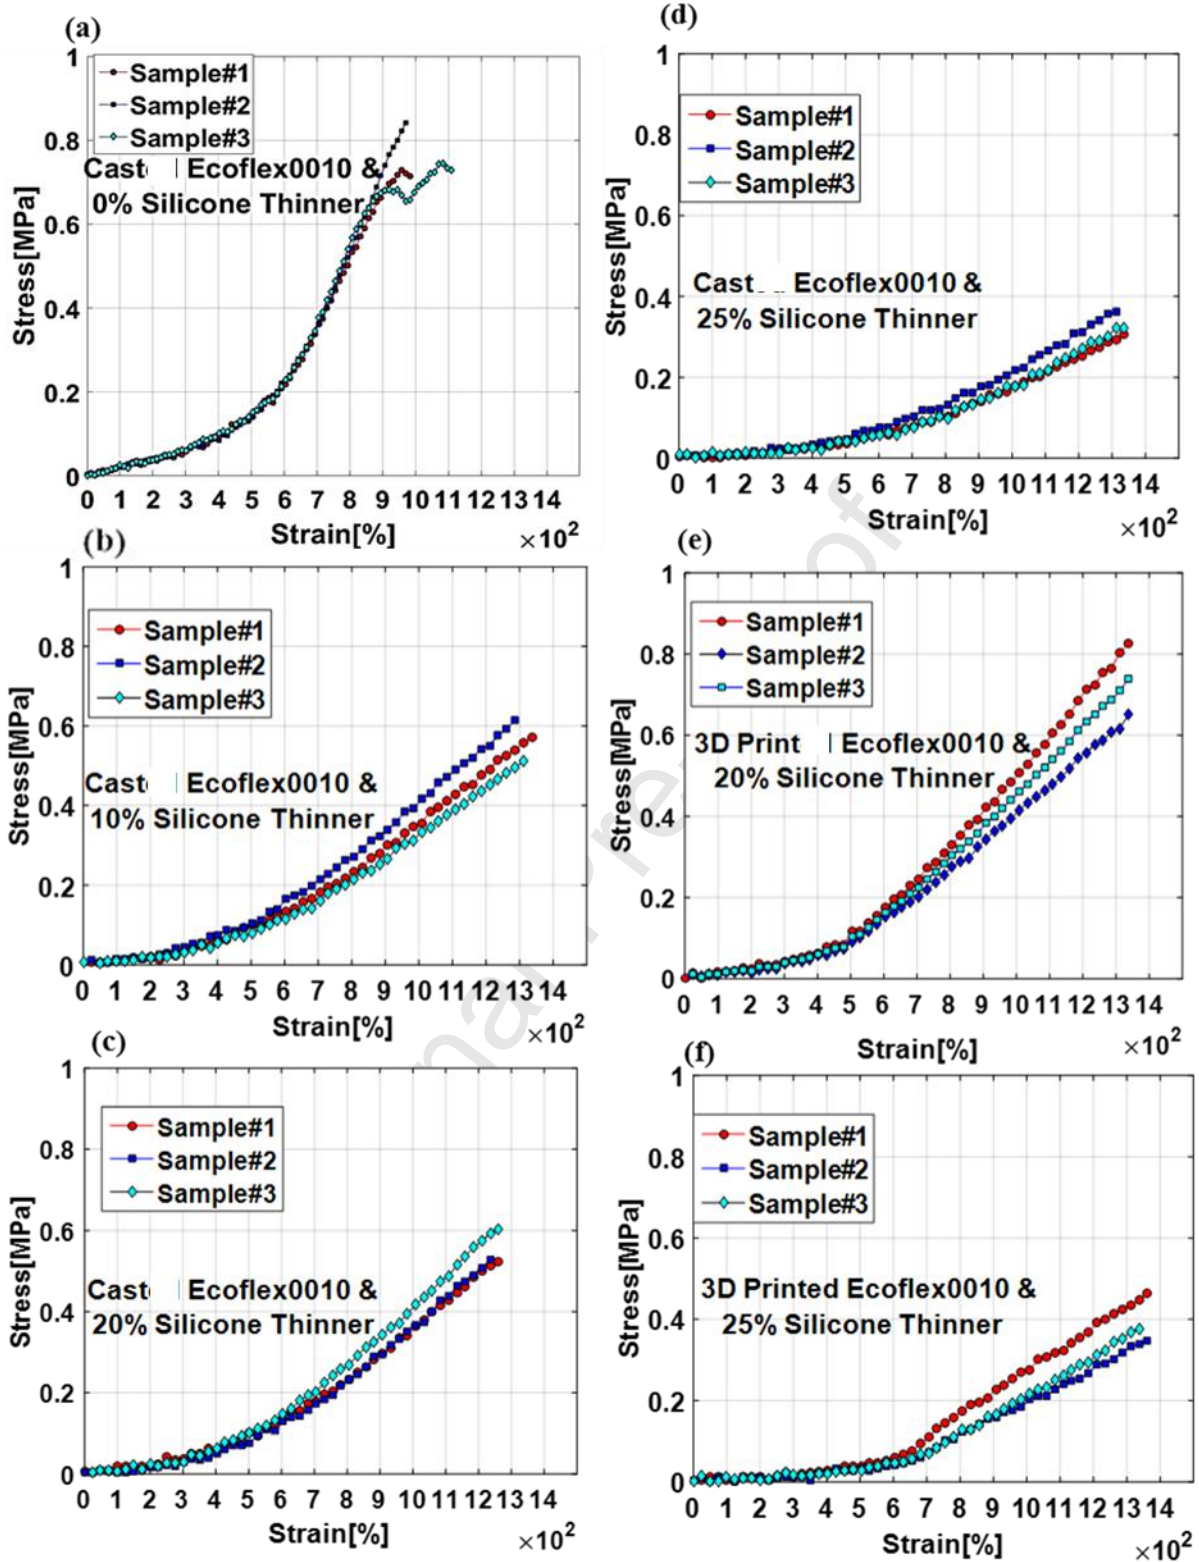 (a)
1
0.8
0.6
0.4
0.2
0
Stress[MPa]
Sample#1
Sample#2
Sample#3
Cast Ecoflex0010 &
0% Silicone Thinner
0 1 2 3 4 5 6 7 8 9 10 11 12 13 14
Strain[%]
×10²
(b)
1
0.8
0.6
0.4
0.2
0
Stress[MPa]
Sample#1
Sample#2
Sample#3
Cast Ecoflex0010 &
10% Silicone Thinner
0 1 2 3 4 5 6 7 8 9 10 11 12 13 14
Strain[%]
×10²
(c)
1
0.8
0.6
0.4
0.2
0
Stress[MPa]
Sample#1
Sample#2
Sample#3
Cast Ecoflex0010 &
20% Silicone Thinner
0 1 2 3 4 5 6 7 8 9 10 11 12 13 14
Strain[%]
×10²
(d)
1
0.8
0.6
0.4
0.2
0
Stress[MPa]
Sample#1
Sample#2
Sample#3
Cast Ecoflex0010 &
25% Silicone Thinner
0 1 2 3 4 5 6 7 8 9 10 11 12 13 14
Strain[%]
×10²
(e)
1
0.8
0.6
0.4
0.2
0
Stress[MPa]
Sample#1
Sample#2
Sample#3
3D Print Ecoflex0010 &
20% Silicone Thinner
0 1 2 3 4 5 6 7 8 9 10 11 12 13 14
Strain[%]
×10²
(f)
1
0.8
0.6
0.4
0.2
0
Stress[MPa]
Sample#1
Sample#2
Sample#3
3D Printed Ecoflex0010 &
25% Silicone Thinner
0 1 2 3 4 5 6 7 8 9 10 11 12 13 14
Strain[%]
×10²